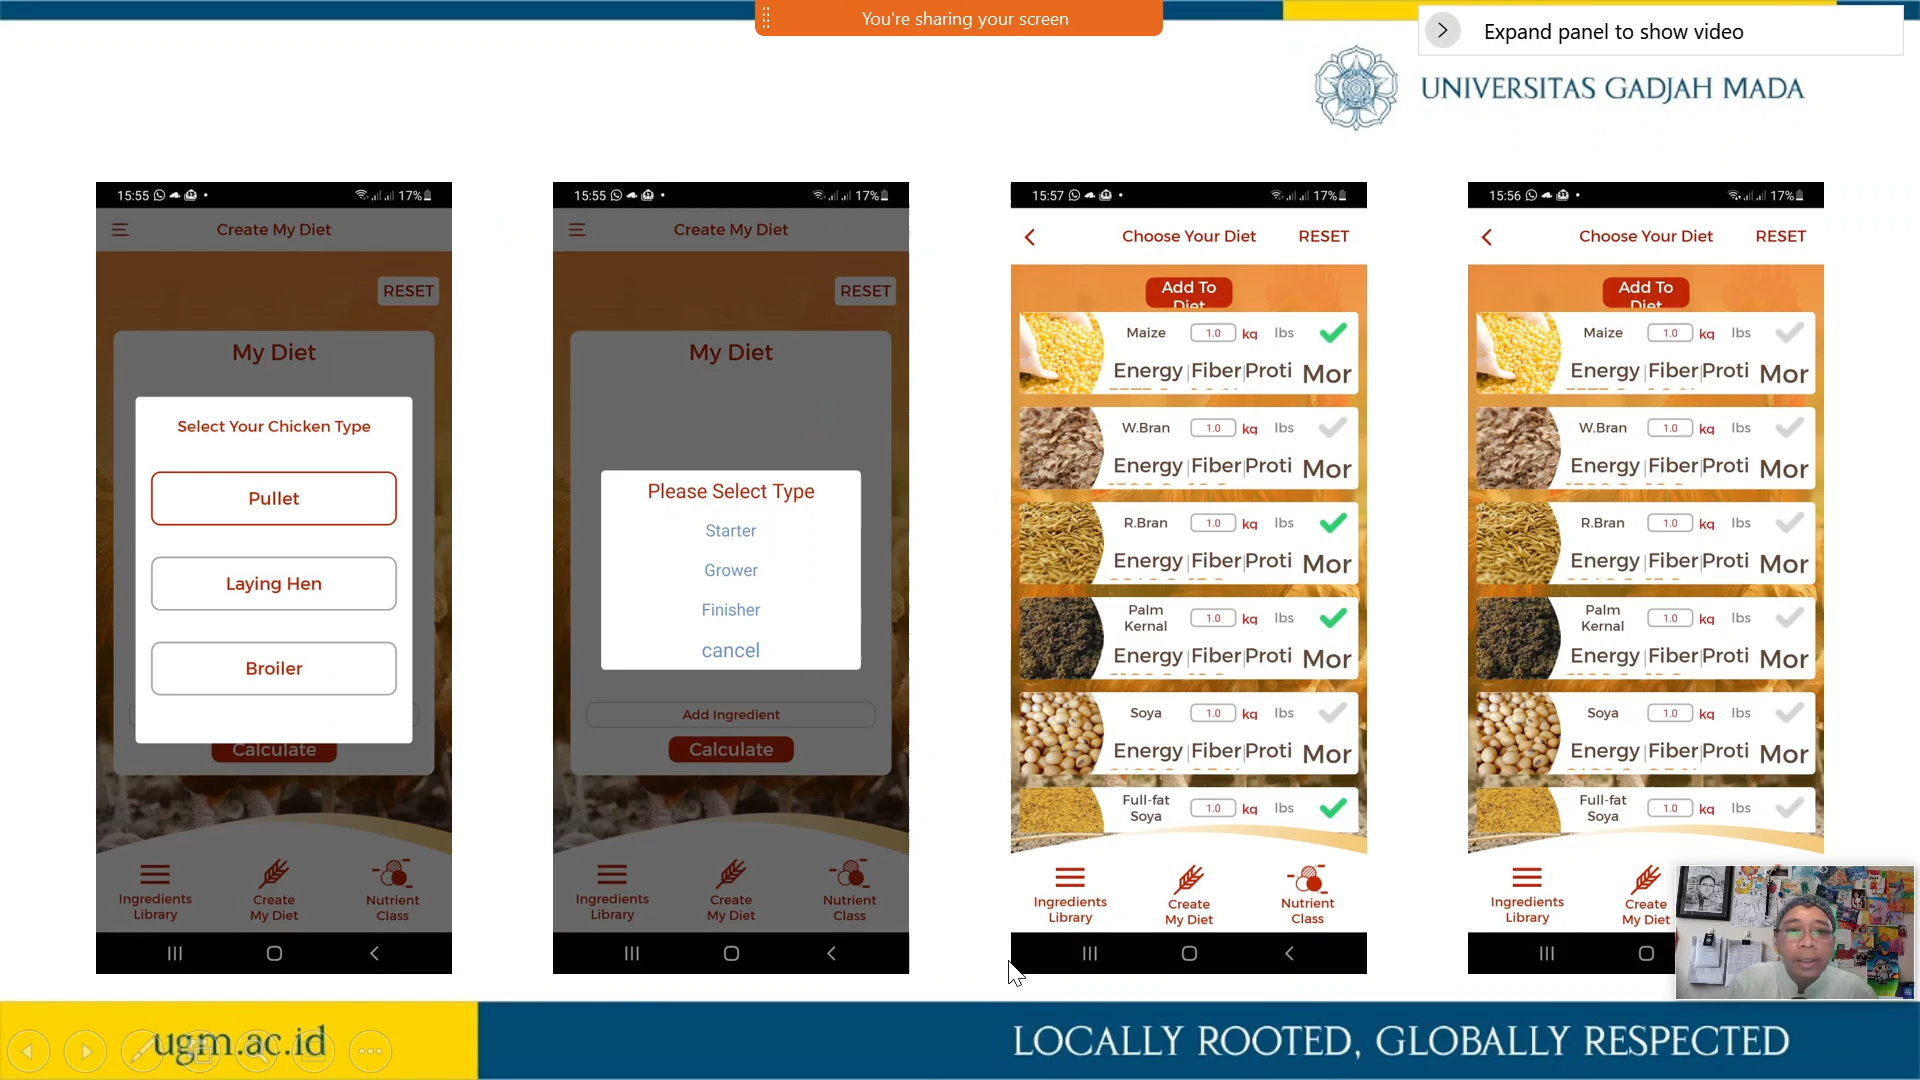 You're sharing your screen
Expand panel to show video
UNIVERSITAS GADJAH MADA
15:55
17%
Create My Diet
RESET
My Diet
Select Your Chicken Type
Pullet
Laying Hen
Broiler
Calculate
Ingredients
Library
Create
My Diet
Nutrient
Class
15:55
17%
Create My Diet
RESET
My Diet
Please Select Type
Starter
Grower
Finisher
cancel
Add Ingredient
Calculate
Ingredients
Library
Create
My Diet
Nutrient
Class
15:57
17%
Choose Your Diet RESET
Add To
Diet
Maize 1.0 kg lbs
Energy Fiber Proti Mor
W.Bran 1.0 kg lbs
Energy Fiber Proti Mor
R.Bran 1.0 kg lbs
Energy Fiber Proti Mor
Palm
Kernal 1.0 kg lbs
Energy Fiber Proti Mor
Soya 1.0 kg lbs
Energy Fiber Proti Mor
Full-fat
Soya 1.0 kg lbs
Ingredients
Library
Create
My Diet
Nutrient
Class
15:56
17%
Choose Your Diet RESET
Add To
Diet
Maize 1.0 kg lbs
Energy Fiber Proti Mor
W.Bran 1.0 kg lbs
Energy Fiber Proti Mor
R.Bran 1.0 kg lbs
Energy Fiber Proti Mor
Palm
Kernal 1.0 kg lbs
Energy Fiber Proti Mor
Soya 1.0 kg lbs
Energy Fiber Proti Mor
Full-fat
Soya 1.0 kg lbs
Ingredients
Library
Create
My Diet
ugm.ac.id
LOCALLY ROOTED, GLOBALLY RESPECTED